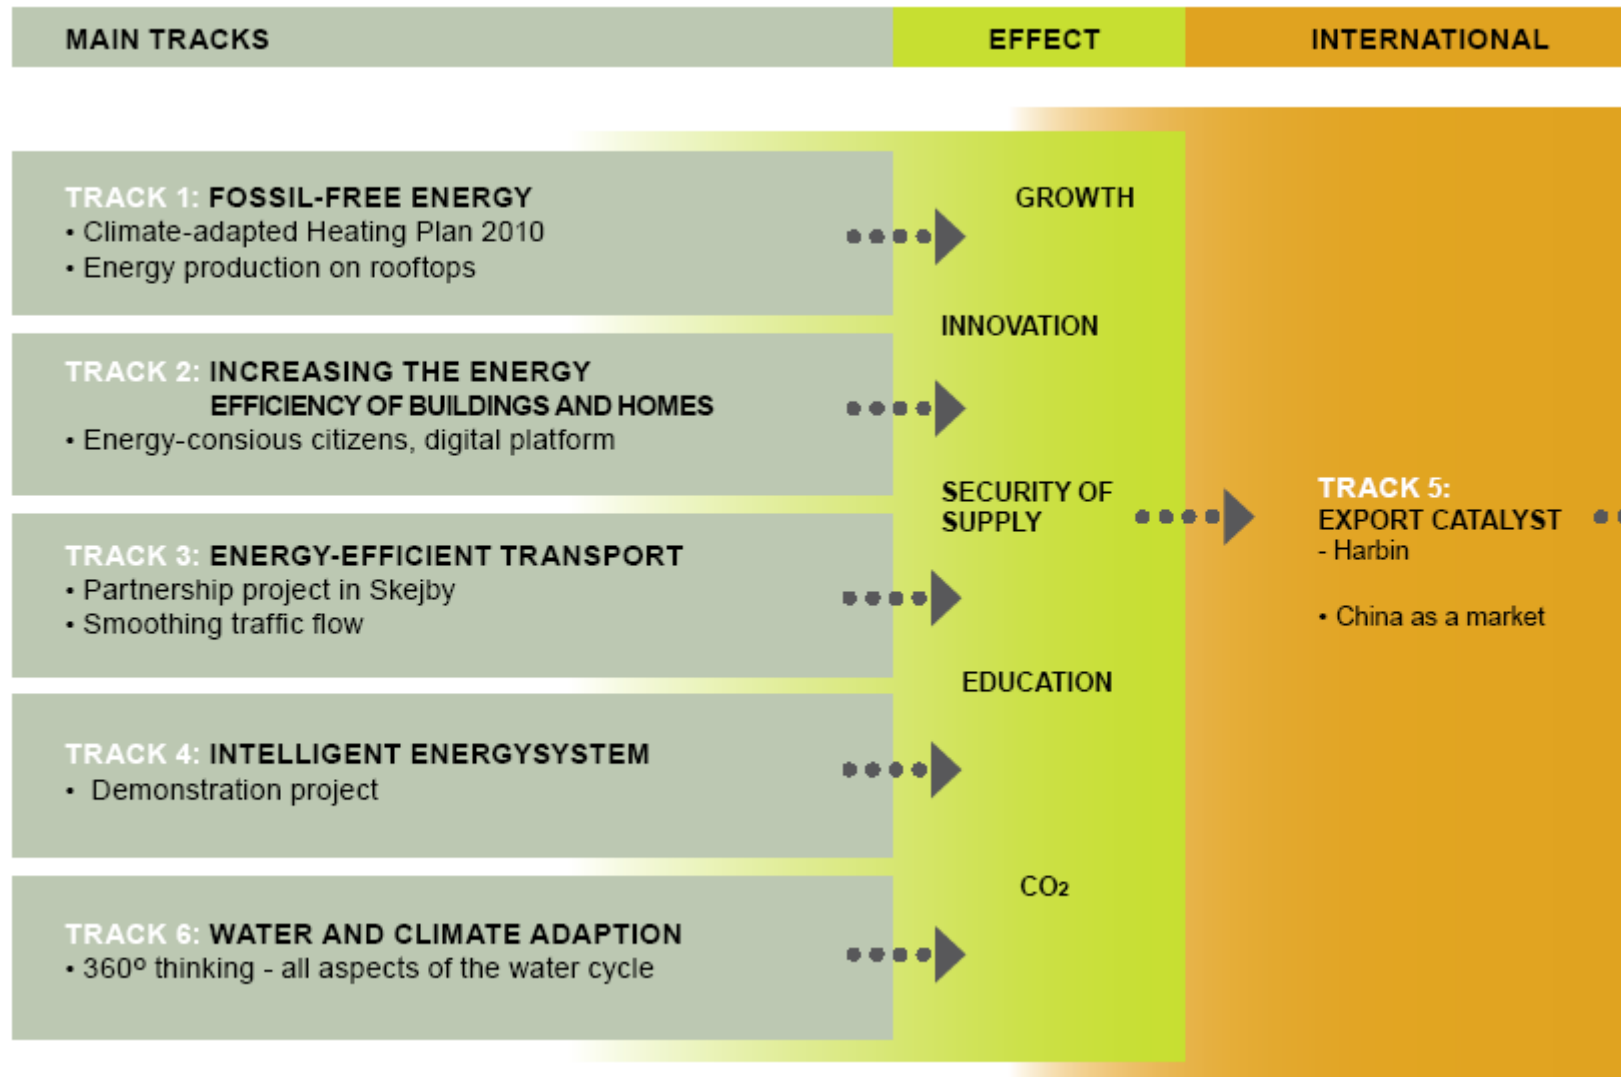 MAIN TRACKS
EFFECT
INTERNATIONAL
TRACK 1: FOSSIL-FREE ENERGY
• Climate-adapted Heating Plan 2010
• Energy production on rooftops
TRACK 2: INCREASING THE ENERGY
EFFICIENCY OF BUILDINGS AND HOMES
• Energy-consious citizens, digital platform
TRACK 3: ENERGY-EFFICIENT TRANSPORT
• Partnership project in Skejby
• Smoothing traffic flow
TRACK 4: INTELLIGENT ENERGYSYSTEM
• Demonstration project
TRACK 6: WATER AND CLIMATE ADAPTION
• 360º thinking - all aspects of the water cycle
GROWTH
INNOVATION
SECURITY OF
SUPPLY
EDUCATION
CO₂
TRACK 5:
EXPORT CATALYST
- Harbin
• China as a market